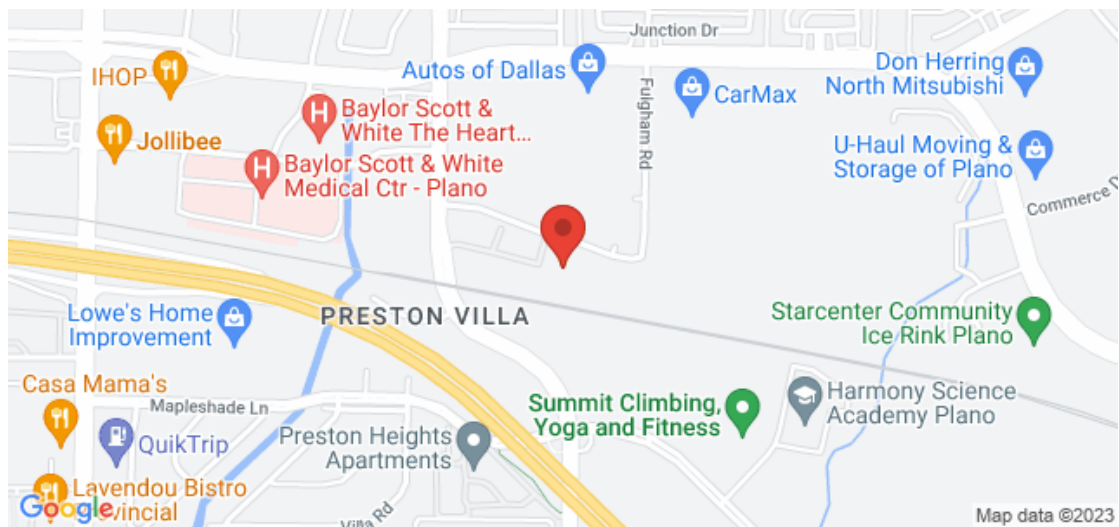 Junction Dr
IHOP
Autos of Dallas
Don Herring
North Mitsubishi
Fulgham Rd
CarMax
Baylor Scott &
White The Heart...
Jollibee
U-Haul Moving &
Storage of Plano
Baylor Scott & White
Medical Ctr - Plano
Commerce D
Lowe's Home
Improvement
PRESTON VILLA
Starcenter Community
Ice Rink Plano
Casa Mama's
Mapleshade Ln
Summit Climbing,
Yoga and Fitness
Harmony Science
Academy Plano
QuikTrip
Preston Heights
Apartments
Lavendou Bistro
Google
Villa Rd
Map data ©2023